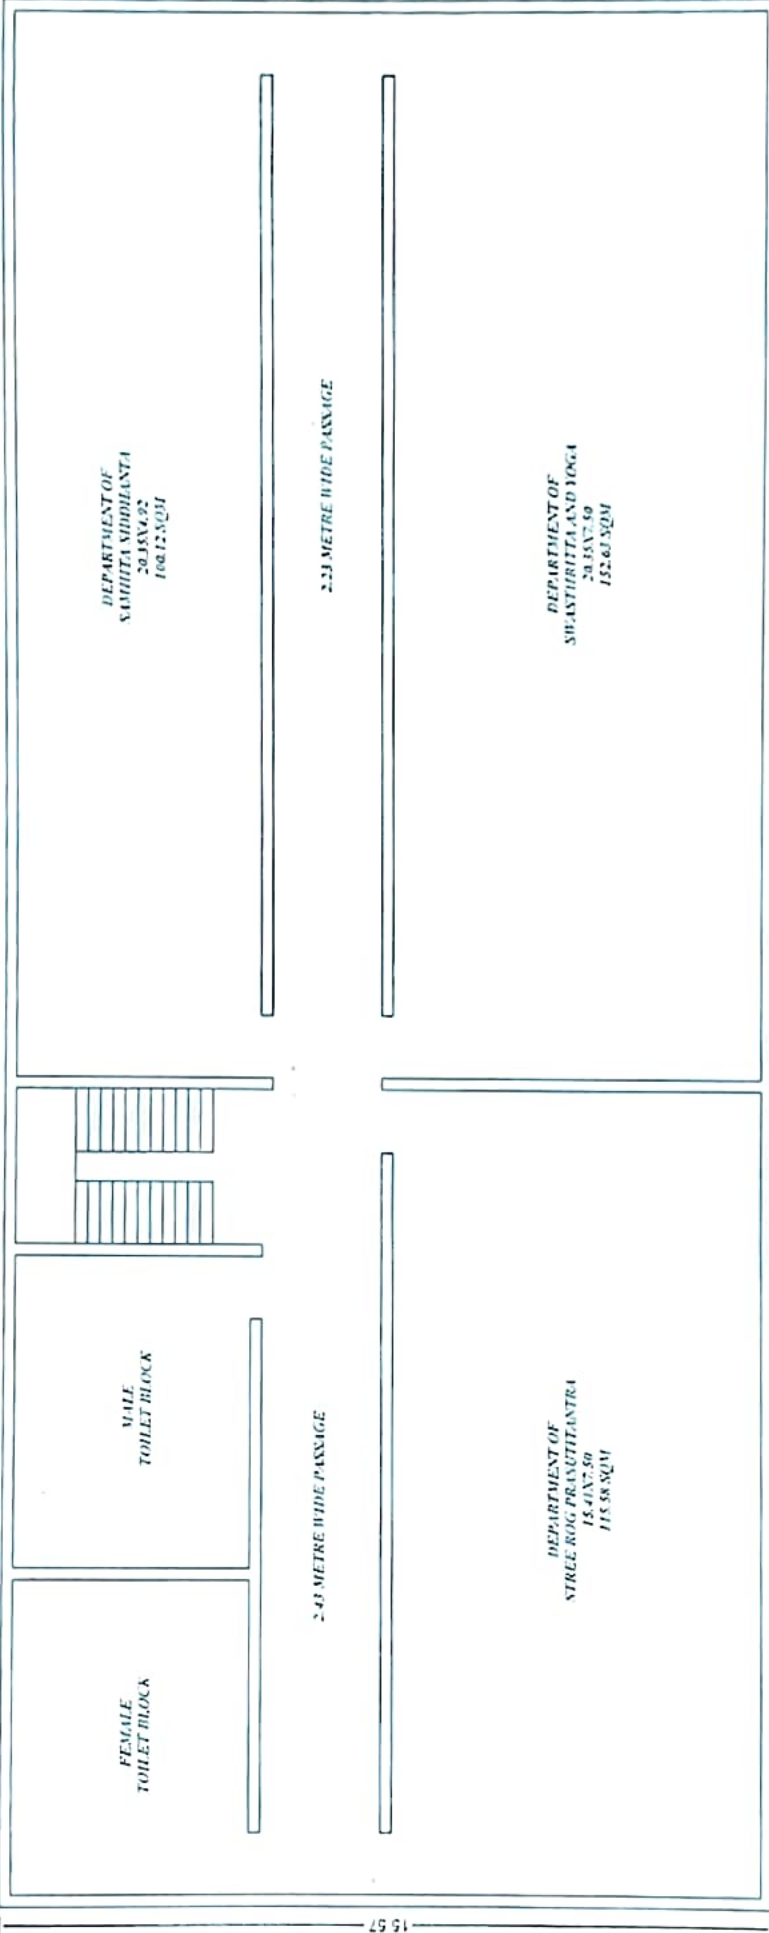 DEPARTMENT OF
SAMHITA SIDDHANTA
20.35X4.92
100.12 SQM
2.23 METRE WIDE PASSAGE
DEPARTMENT OF
SWASTHRITTA AND YOGA
20.35X7.50
152.63 SQM
MALE
TOILET BLOCK
2.43 METRE WIDE PASSAGE
DEPARTMENT OF
STREE ROG PRASUTITANTRA
15.41X7.50
115.58 SQM
FEMALE
TOILET BLOCK
15.57